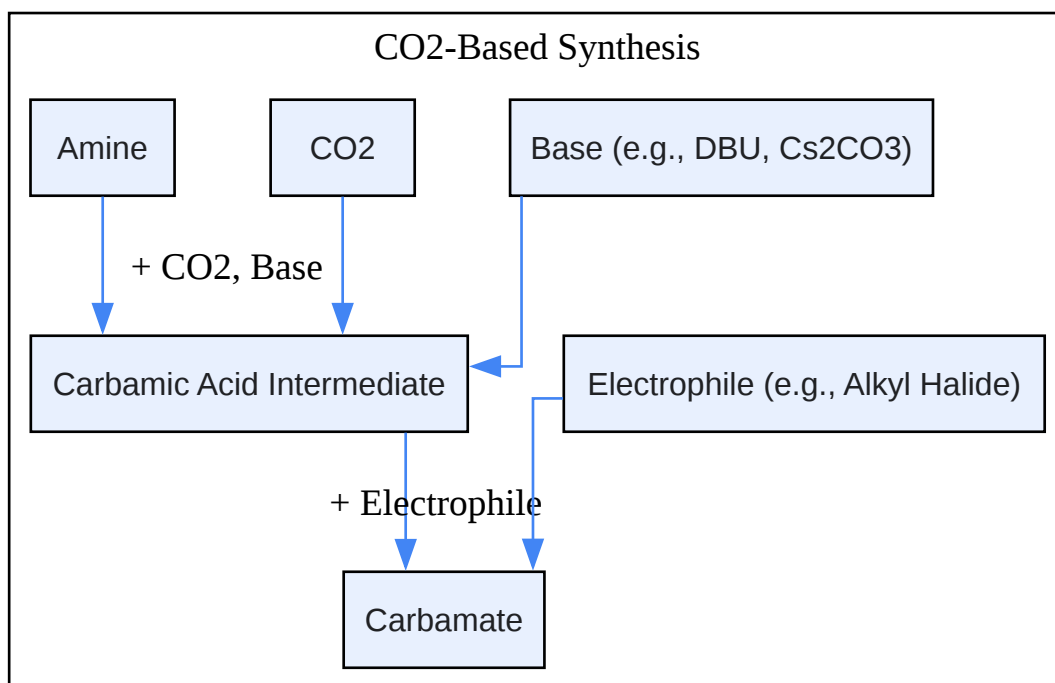 CO2-Based Synthesis
Amine
CO2
Base (e.g., DBU, Cs2CO3)
+ CO2, Base
Carbamic Acid Intermediate
Electrophile (e.g., Alkyl Halide)
+ Electrophile
Carbamate